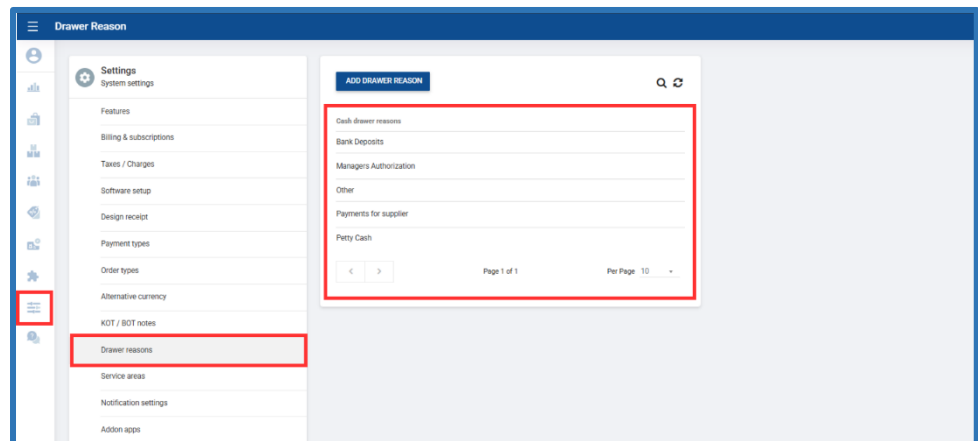 Drawer Reason
Settings
System settings
Features
Billing & subscriptions
Taxes / Charges
Software setup
Design receipt
Payment types
Order types
Alternative currency
KOT / BOT notes
Drawer reasons
Service areas
Notification settings
Addon apps
ADD DRAWER REASON
Cash drawer reasons
Bank Deposits
Managers Authorization
Other
Payments for supplier
Petty Cash
Page 1 of 1
Per Page 10